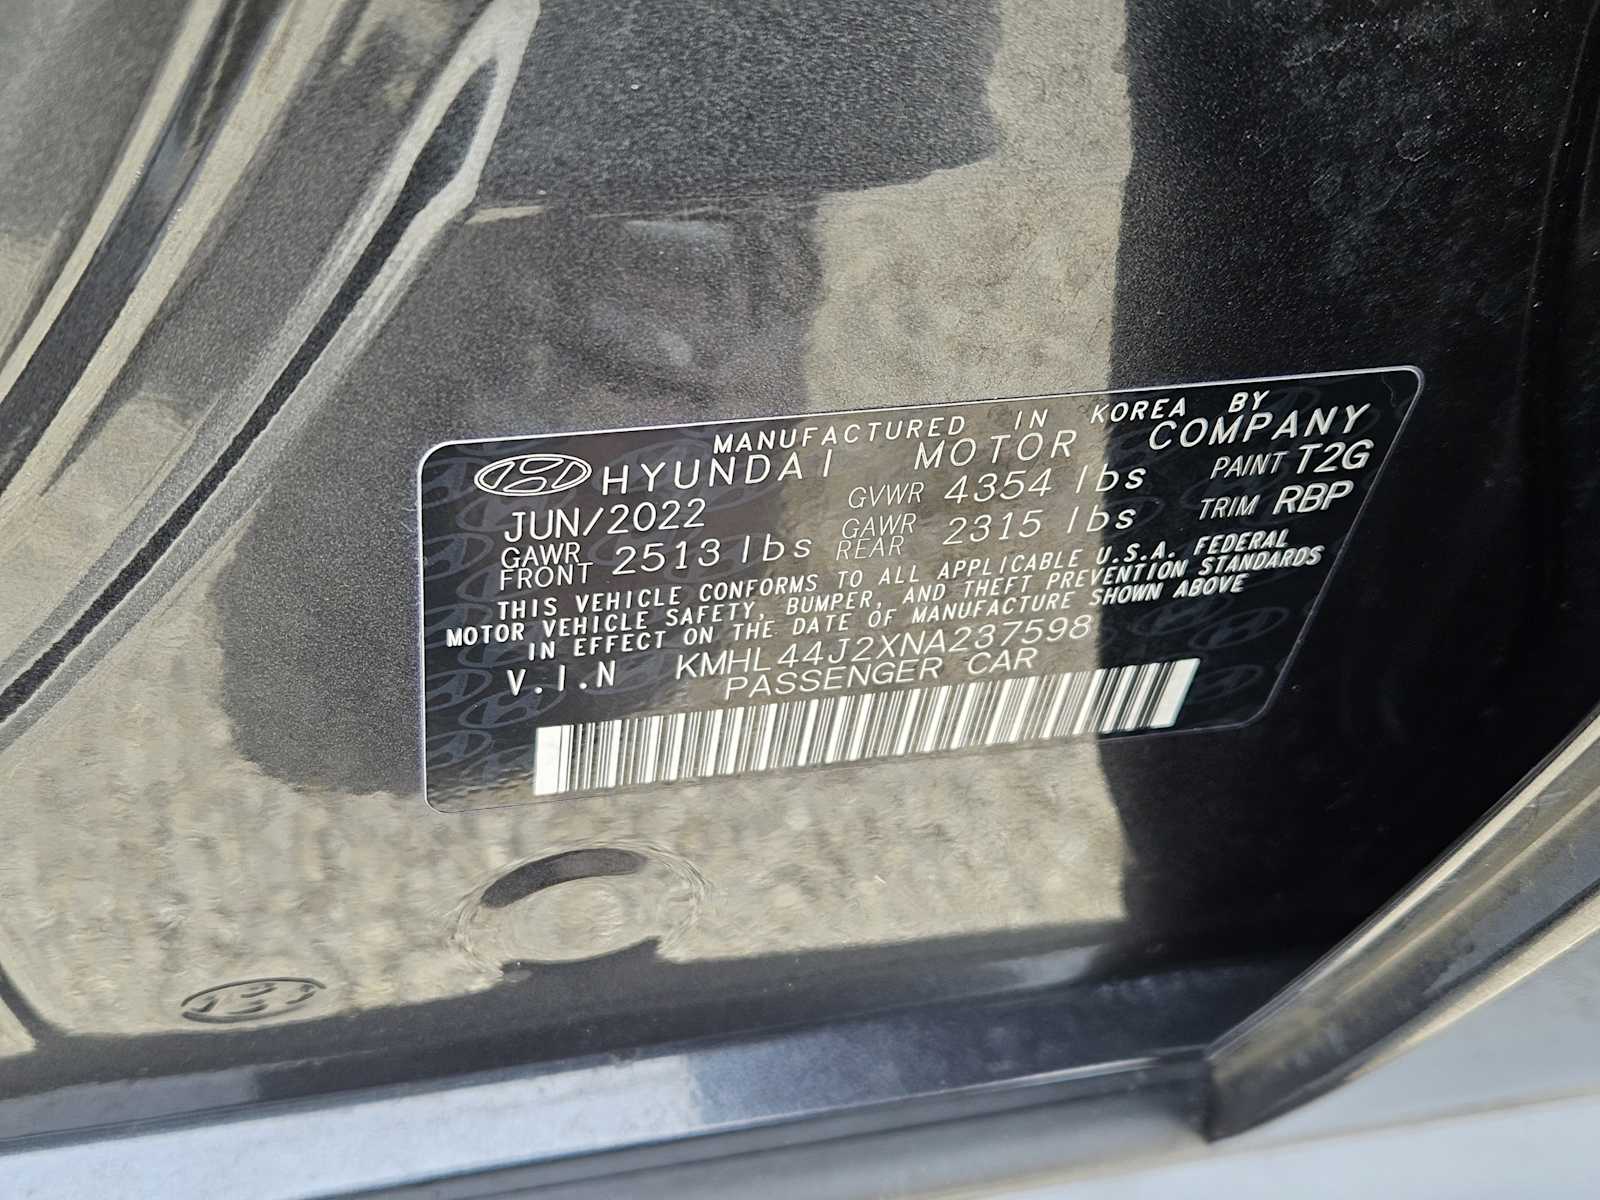 MANUFACTURED IN KOREA BY
HYUNDAI MOTOR COMPANY
JUN/2022 GVWR 4354 lbs PAINT T2G
GAWR FRONT 2513 lbs GAWR REAR 2315 lbs TRIM RBP
THIS VEHICLE CONFORMS TO ALL APPLICABLE U.S.A. FEDERAL
MOTOR VEHICLE SAFETY, BUMPER, AND THEFT PREVENTION STANDARDS
IN EFFECT ON THE DATE OF MANUFACTURE SHOWN ABOVE
V.I.N KMHL44J2XNA237598
PASSENGER CAR